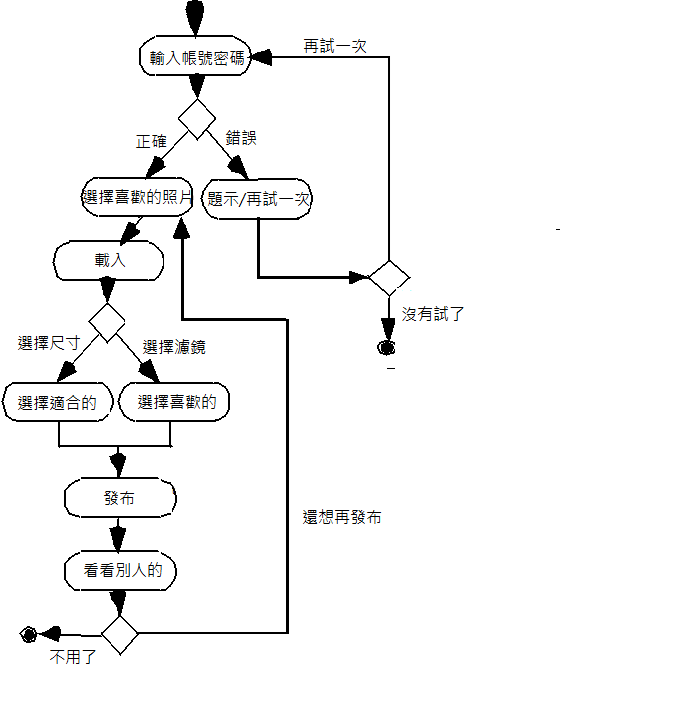 再試一次
輸入帳號密碼
正確
錯誤
選擇喜歡的照片
題示/再試一次
載入
沒有試了
選擇尺寸
選擇濾鏡
選擇適合的
選擇喜歡的
發布
還想再發布
看看別人的
不用了